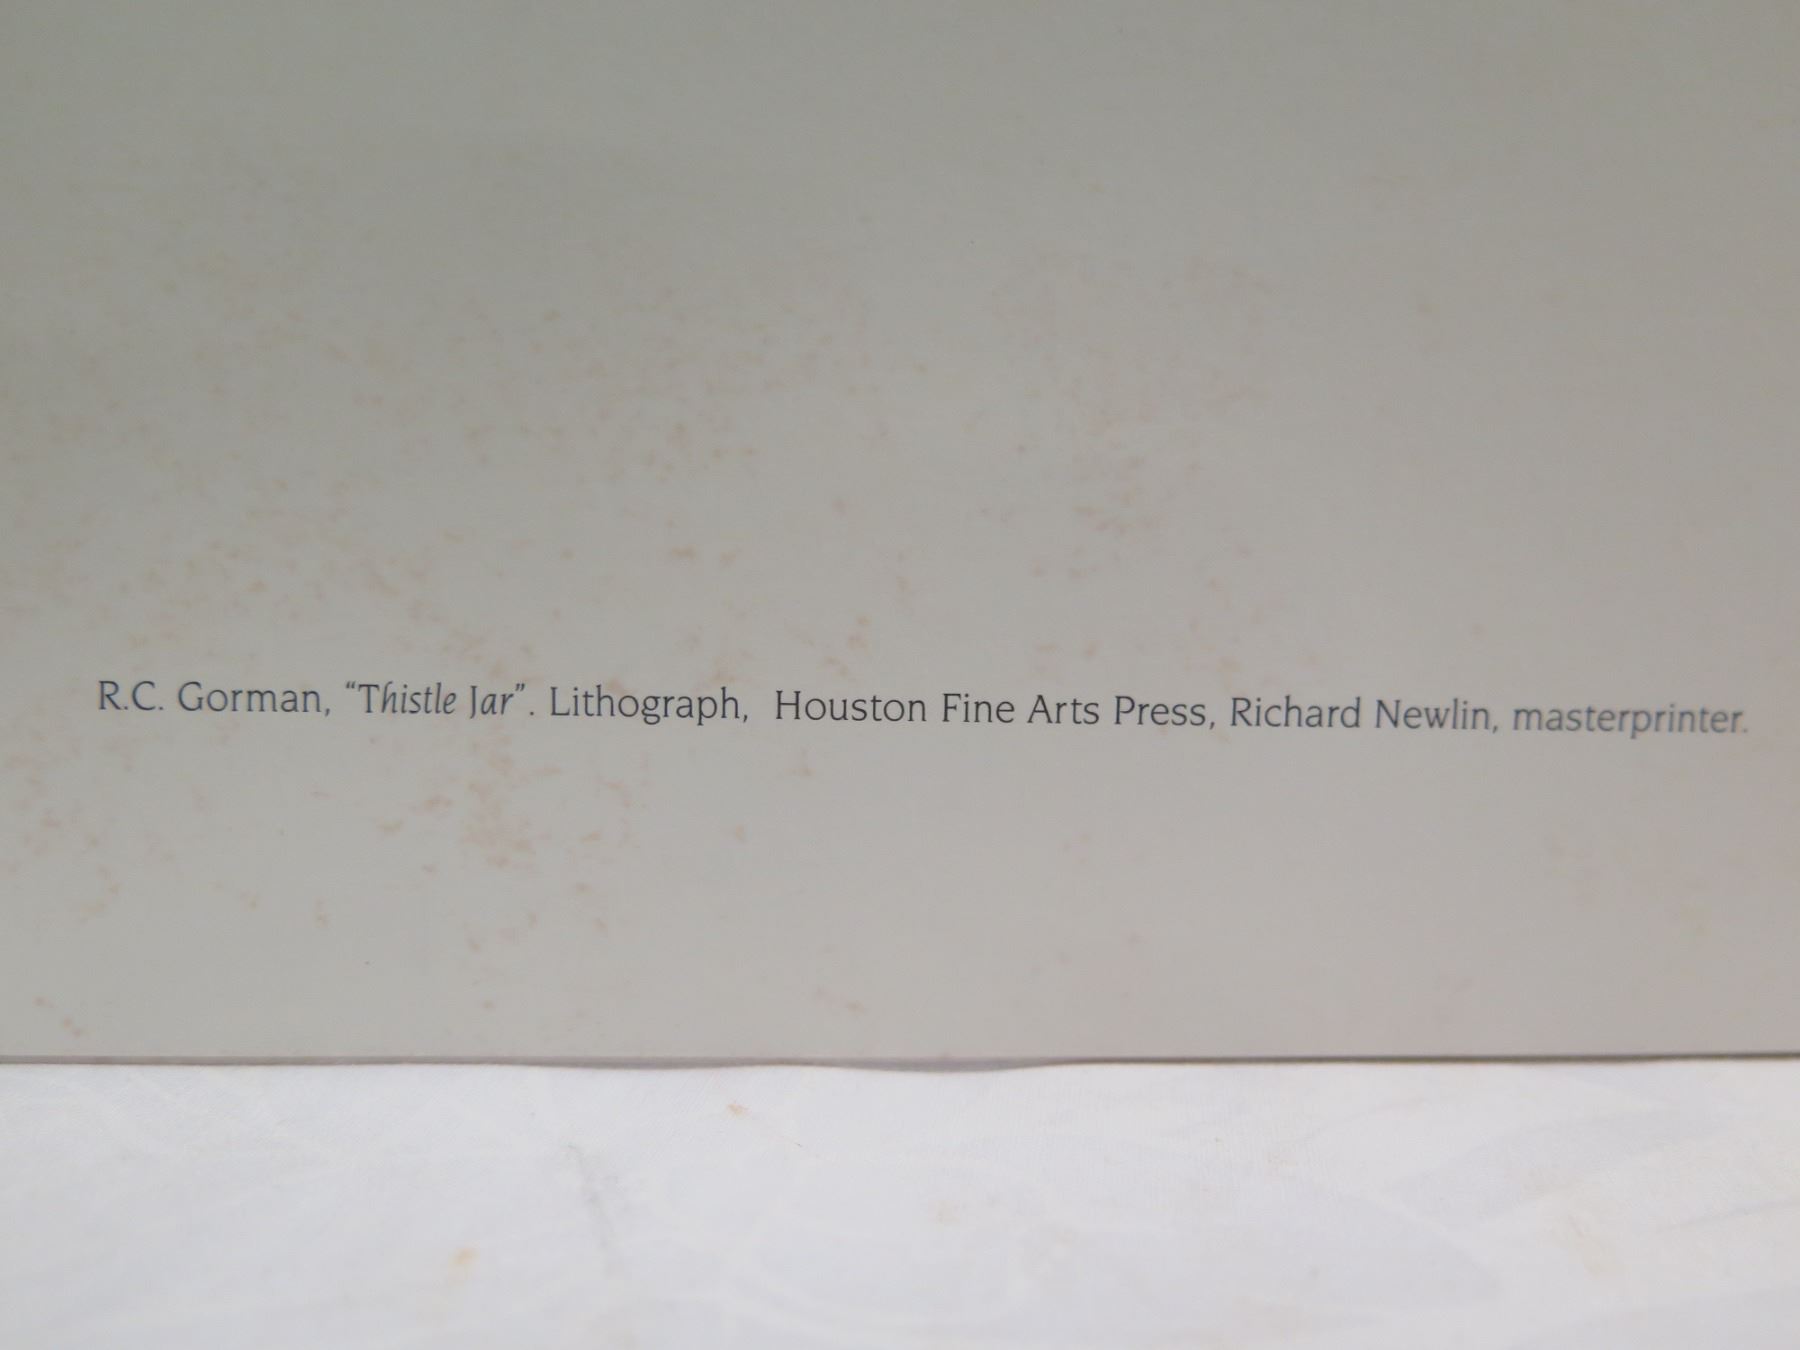 R.C. Gorman, “Thistle Jar”. Lithograph, Houston Fine Arts Press, Richard Newlin, masterprinter.